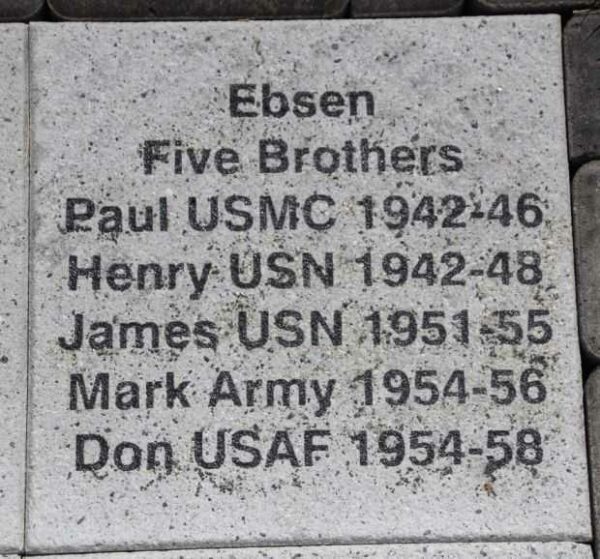 Ebsen
Five Brothers
Paul USMC 1942-46
Henry USN 1942-48
James USN 1951-55
Mark Army 1954-56
Don USAF 1954-58